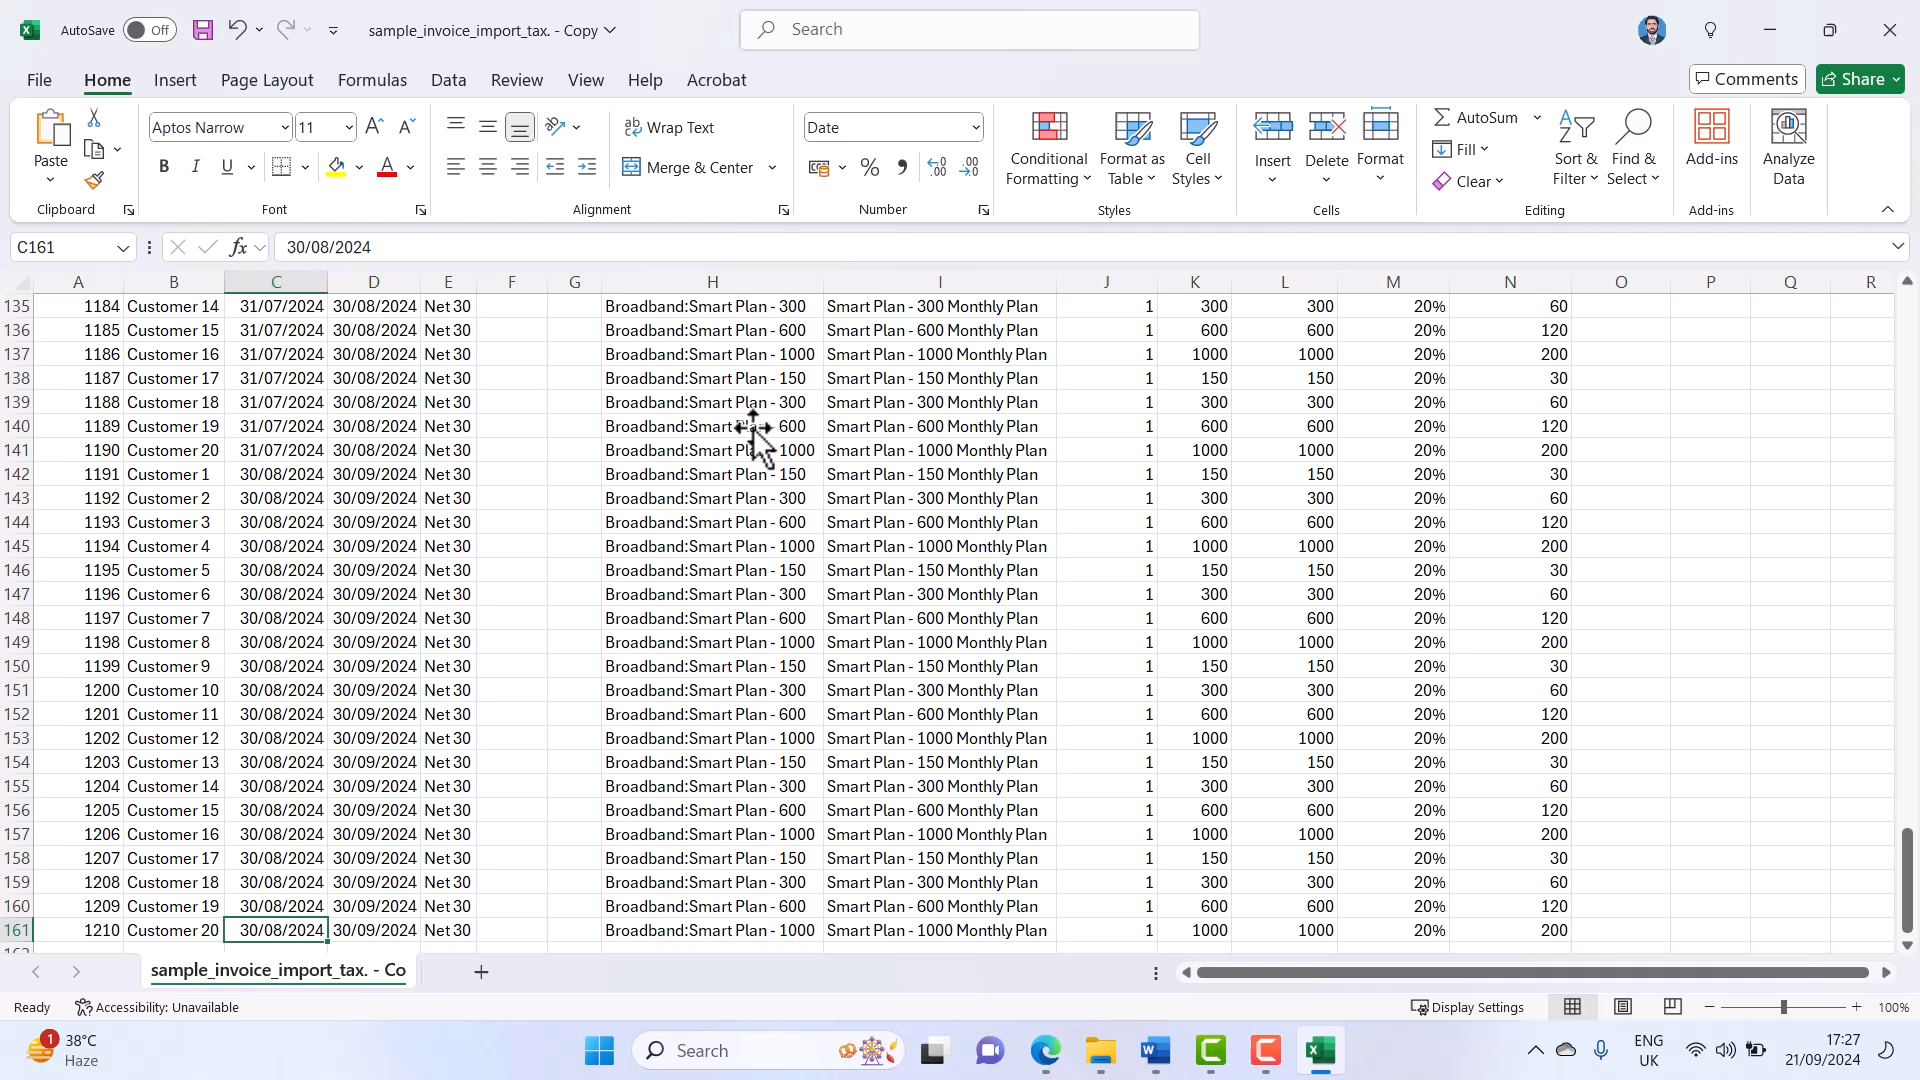 AutoSave Off sample_invoice_import_tax. - Copy Search
File Home Insert Page Layout Formulas Data Review View Help Acrobat Comments Share
Paste Aptos Narrow 11 Wrap Text Date Conditional Formatting Format as Table Cell Styles Insert Delete Format AutoSum Sort & Filter Find & Select Add-ins Analyze Data
B I U Merge & Center % Fill Clear
Clipboard Font Alignment Number Styles Cells Editing Add-ins
C161 fx 30/08/2024
A B C D E F G H I J K L M N O P Q R
135 1184 Customer 14 31/07/2024 30/08/2024 Net 30 Broadband:Smart Plan - 300 Smart Plan - 300 Monthly Plan 1 300 300 20% 60
136 1185 Customer 15 31/07/2024 30/08/2024 Net 30 Broadband:Smart Plan - 600 Smart Plan - 600 Monthly Plan 1 600 600 20% 120
137 1186 Customer 16 31/07/2024 30/08/2024 Net 30 Broadband:Smart Plan - 1000 Smart Plan - 1000 Monthly Plan 1 1000 1000 20% 200
138 1187 Customer 17 31/07/2024 30/08/2024 Net 30 Broadband:Smart Plan - 150 Smart Plan - 150 Monthly Plan 1 150 150 20% 30
139 1188 Customer 18 31/07/2024 30/08/2024 Net 30 Broadband:Smart Plan - 300 Smart Plan - 300 Monthly Plan 1 300 300 20% 60
140 1189 Customer 19 31/07/2024 30/08/2024 Net 30 Broadband:Smart Plan - 600 Smart Plan - 600 Monthly Plan 1 600 600 20% 120
141 1190 Customer 20 31/07/2024 30/08/2024 Net 30 Broadband:Smart Plan - 1000 Smart Plan - 1000 Monthly Plan 1 1000 1000 20% 200
142 1191 Customer 1 30/08/2024 30/09/2024 Net 30 Broadband:Smart Plan - 150 Smart Plan - 150 Monthly Plan 1 150 150 20% 30
143 1192 Customer 2 30/08/2024 30/09/2024 Net 30 Broadband:Smart Plan - 300 Smart Plan - 300 Monthly Plan 1 300 300 20% 60
144 1193 Customer 3 30/08/2024 30/09/2024 Net 30 Broadband:Smart Plan - 600 Smart Plan - 600 Monthly Plan 1 600 600 20% 120
145 1194 Customer 4 30/08/2024 30/09/2024 Net 30 Broadband:Smart Plan - 1000 Smart Plan - 1000 Monthly Plan 1 1000 1000 20% 200
146 1195 Customer 5 30/08/2024 30/09/2024 Net 30 Broadband:Smart Plan - 150 Smart Plan - 150 Monthly Plan 1 150 150 20% 30
147 1196 Customer 6 30/08/2024 30/09/2024 Net 30 Broadband:Smart Plan - 300 Smart Plan - 300 Monthly Plan 1 300 300 20% 60
148 1197 Customer 7 30/08/2024 30/09/2024 Net 30 Broadband:Smart Plan - 600 Smart Plan - 600 Monthly Plan 1 600 600 20% 120
149 1198 Customer 8 30/08/2024 30/09/2024 Net 30 Broadband:Smart Plan - 1000 Smart Plan - 1000 Monthly Plan 1 1000 1000 20% 200
150 1199 Customer 9 30/08/2024 30/09/2024 Net 30 Broadband:Smart Plan - 150 Smart Plan - 150 Monthly Plan 1 150 150 20% 30
151 1200 Customer 10 30/08/2024 30/09/2024 Net 30 Broadband:Smart Plan - 300 Smart Plan - 300 Monthly Plan 1 300 300 20% 60
152 1201 Customer 11 30/08/2024 30/09/2024 Net 30 Broadband:Smart Plan - 600 Smart Plan - 600 Monthly Plan 1 600 600 20% 120
153 1202 Customer 12 30/08/2024 30/09/2024 Net 30 Broadband:Smart Plan - 1000 Smart Plan - 1000 Monthly Plan 1 1000 1000 20% 200
154 1203 Customer 13 30/08/2024 30/09/2024 Net 30 Broadband:Smart Plan - 150 Smart Plan - 150 Monthly Plan 1 150 150 20% 30
155 1204 Customer 14 30/08/2024 30/09/2024 Net 30 Broadband:Smart Plan - 300 Smart Plan - 300 Monthly Plan 1 300 300 20% 60
156 1205 Customer 15 30/08/2024 30/09/2024 Net 30 Broadband:Smart Plan - 600 Smart Plan - 600 Monthly Plan 1 600 600 20% 120
157 1206 Customer 16 30/08/2024 30/09/2024 Net 30 Broadband:Smart Plan - 1000 Smart Plan - 1000 Monthly Plan 1 1000 1000 20% 200
158 1207 Customer 17 30/08/2024 30/09/2024 Net 30 Broadband:Smart Plan - 150 Smart Plan - 150 Monthly Plan 1 150 150 20% 30
159 1208 Customer 18 30/08/2024 30/09/2024 Net 30 Broadband:Smart Plan - 300 Smart Plan - 300 Monthly Plan 1 300 300 20% 60
160 1209 Customer 19 30/08/2024 30/09/2024 Net 30 Broadband:Smart Plan - 600 Smart Plan - 600 Monthly Plan 1 600 600 20% 120
161 1210 Customer 20 30/08/2024 30/09/2024 Net 30 Broadband:Smart Plan - 1000 Smart Plan - 1000 Monthly Plan 1 1000 1000 20% 200
sample_invoice_import_tax. - Co
Ready Accessibility: Unavailable Display Settings 100%
1 38°C Search ENG 17:27
Haze UK 21/09/2024